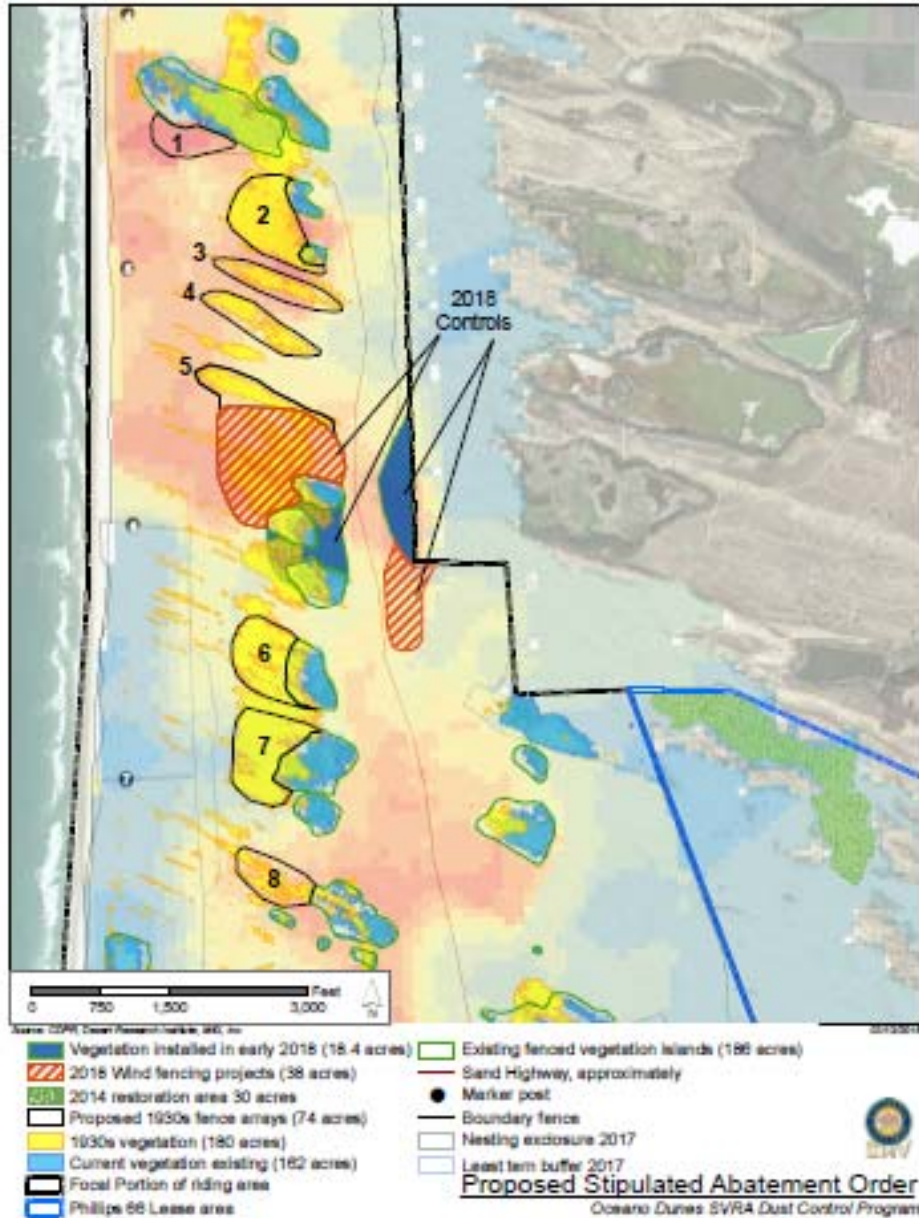 1
2
3
4
2018
Controls
5
6
7
7
8
Feet
0 750 1,500 3,000
N
Vegetation installed in early 2018 (18.4 acres)
2018 Wind fencing projects (38 acres)
2014 restoration area 30 acres
Proposed 1930s fence arrays (74 acres)
1930s vegetation (180 acres)
Current vegetation existing (162 acres)
Focal Portion of riding area
Phillips 66 Lease area
Existing fenced vegetation islands (186 acres)
Sand Highway, approximately
Marker post
Boundary fence
Nesting exclosure 2017
Least tern buffer 2017
Proposed Stipulated Abatement Order
Oceano Dunes SVRA Dust Control Program